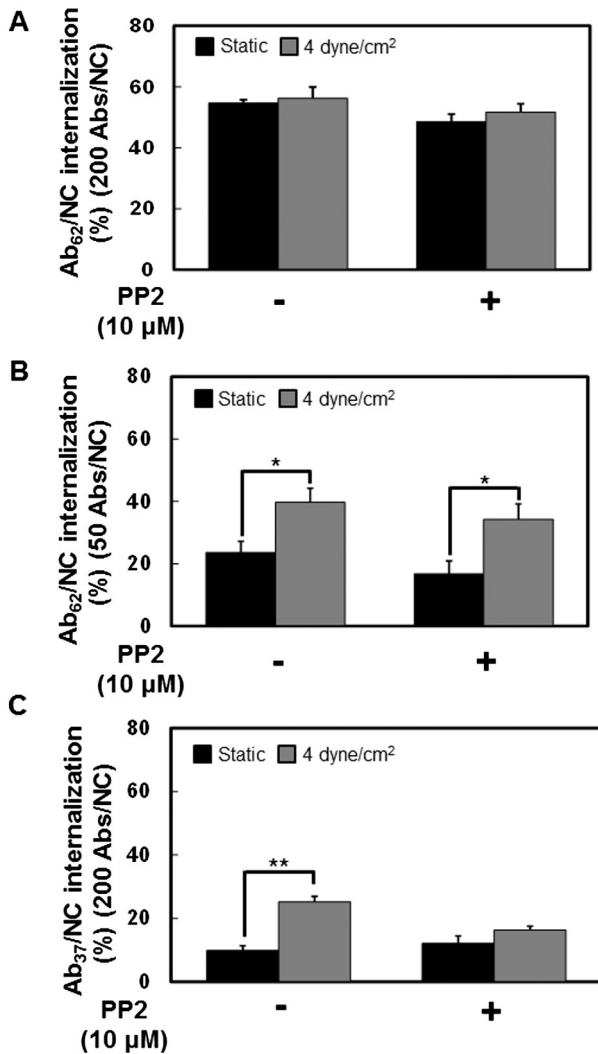 A
80
60
40
20
0
Static 4 dyne/cm²
Ab₆₂/NC internalization
(%) (200 Abs/NC)
PP2
(10 µM)
- +
B
80
60
40
20
0
Static 4 dyne/cm²
* *
Ab₆₂/NC internalization
(%) (50 Abs/NC)
PP2
(10 µM)
- +
C
80
60
40
20
0
Static 4 dyne/cm²
**
Ab₃₇/NC internalization
(%) (200 Abs/NC)
PP2
(10 µM)
- +